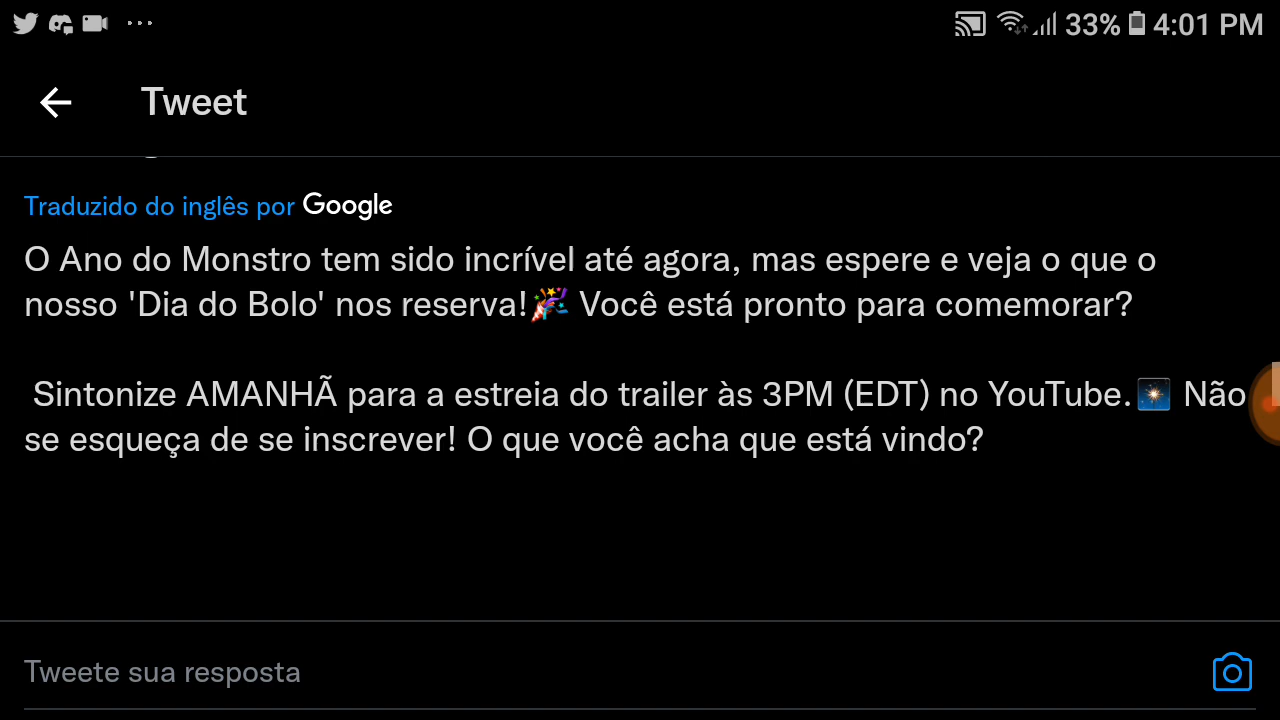 33% 4:01 PM
Tweet
Traduzido do inglês por Google
O Ano do Monstro tem sido incrível até agora, mas espere e veja o que o
nosso 'Dia do Bolo' nos reserva!🎉 Você está pronto para comemorar?
Sintonize AMANHÃ para a estreia do trailer às 3PM (EDT) no YouTube.🎇 Não
se esqueça de se inscrever! O que você acha que está vindo?
Tweete sua resposta